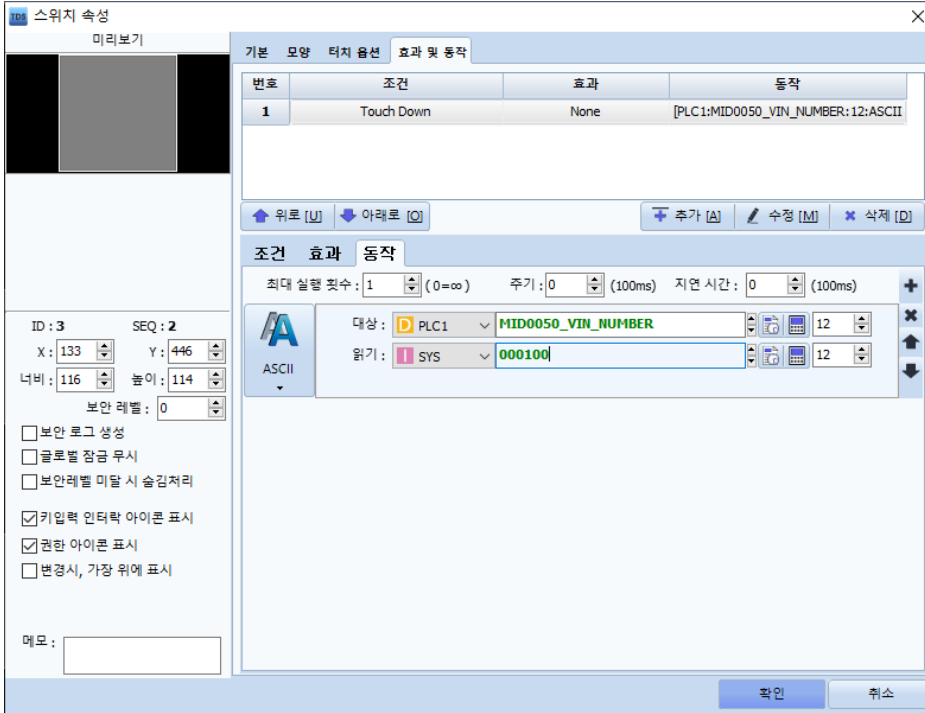 TDS 스위치 속성
미리보기
기본 모양 터치 옵션 효과 및 동작
번호 조건 효과 동작
1 Touch Down None [PLC1:MID0050_VIN_NUMBER:12:ASCII
위로 [U] 아래로 [O] 추가 [A] 수정 [M] 삭제 [D]
조건 효과 동작
최대 실행 횟수 : 1 ( 0=∞ ) 주기 : 0 (100ms) 지연 시간 : 0 (100ms)
ASCII
대상 : D PLC1 MID0050_VIN_NUMBER 12
읽기 : I SYS 000100 12
ID : 3 SEQ : 2
X : 133 Y : 446
너비 : 116 높이 : 114
보안 레벨 : 0
보안 로그 생성
글로벌 잠금 무시
보안레벨 미달 시 숨김처리
키입력 인터락 아이콘 표시
권한 아이콘 표시
변경시, 가장 위에 표시
메모 :
확인 취소